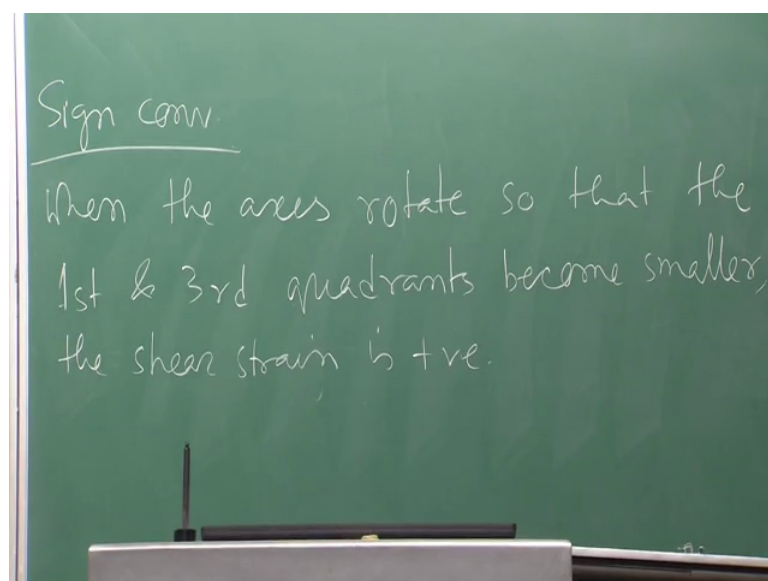 Sign conv.
When the axes rotate so that the
1st & 3rd quadrants become smaller,
the shear strain is +ve.